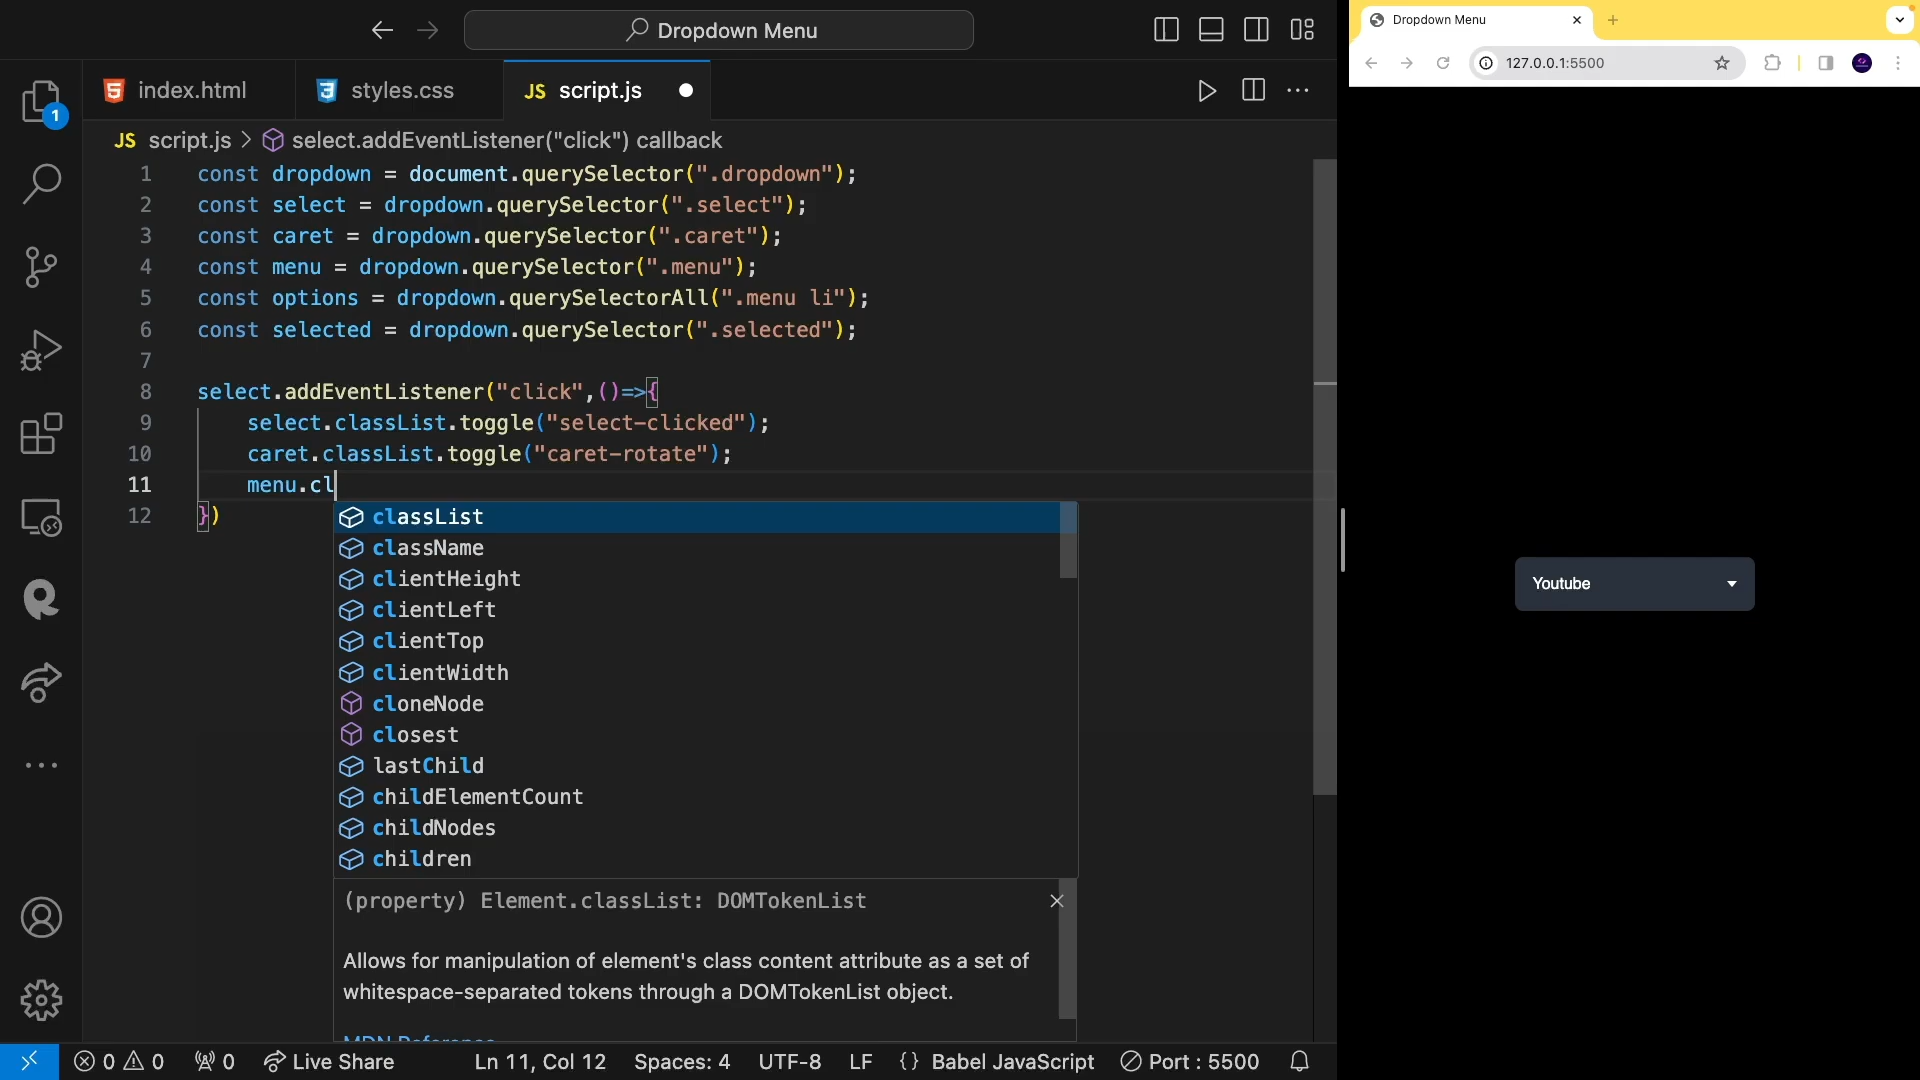 Dropdown Menu
Dropdown Menu
127.0.0.1:5500
1
index.html
styles.css
JS script.js
JS script.js > select.addEventListener("click") callback
1 const dropdown = document.querySelector(".dropdown");
2 const select = dropdown.querySelector(".select");
3 const caret = dropdown.querySelector(".caret");
4 const menu = dropdown.querySelector(".menu");
5 const options = dropdown.querySelectorAll(".menu li");
6 const selected = dropdown.querySelector(".selected");
7
8 select.addEventListener("click",()=>{
9 select.classList.toggle("select-clicked");
10 caret.classList.toggle("caret-rotate");
11 menu.cl
12 })
classList
className
clientHeight
clientLeft
clientTop
clientWidth
cloneNode
closest
lastChild
childElementCount
childNodes
children
(property) Element.classList: DOMTokenList
Allows for manipulation of element's class content attribute as a set of
whitespace-separated tokens through a DOMTokenList object.
MDN Reference
Youtube
0 0 0 Live Share Ln 11, Col 12 Spaces: 4 UTF-8 LF {} Babel JavaScript Port : 5500